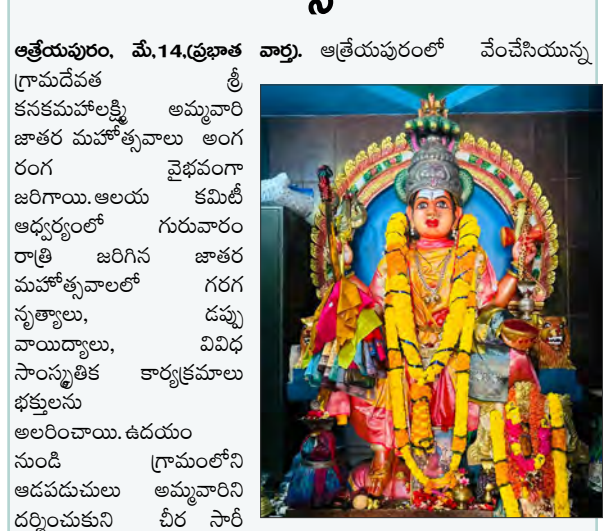 న
ఆత్రేయపురం, మే,14,(ప్రభాత వార్త). ఆత్రేయపురంలో వేంచేసియున్న
గ్రామదేవత శ్రీ
కనకమహాలక్ష్మి అమ్మవారి
జాతర మహోత్సవాలు అంగ
రంగ వైభవంగా
జరిగాయి.ఆలయ కమిటీ
ఆధ్వర్యంలో గురువారం
రాత్రి జరిగిన జాతర
మహోత్సవాలలో గరగ
నృత్యాలు, డప్పు
వాయిద్యాలు, వివిధ
సాంస్కృతిక కార్యక్రమాలు
భక్తులను
అలరించాయి.ఉదయం
నుండి గ్రామంలోని
ఆడపడుచులు అమ్మవారిని
దర్శించుకుని చీర సారీ